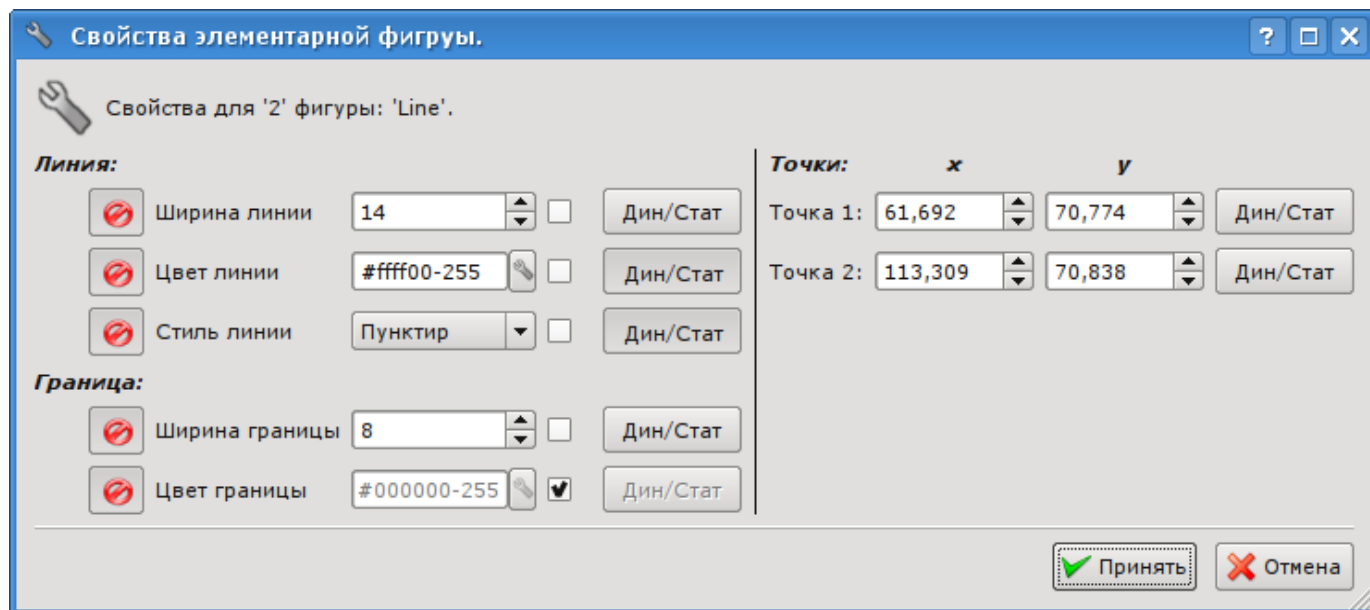 Свойства элементарной фигруы.
Свойства для '2' фигуры: 'Line'.
Линия:
Ширина линии 14 Дин/Стат
Цвет линии #ffff00-255 Дин/Стат
Стиль линии Пунктир Дин/Стат
Граница:
Ширина границы 8 Дин/Стат
Цвет границы #000000-255 Дин/Стат
Точки: x y
Точка 1: 61,692 70,774 Дин/Стат
Точка 2: 113,309 70,838 Дин/Стат
Принять Отмена